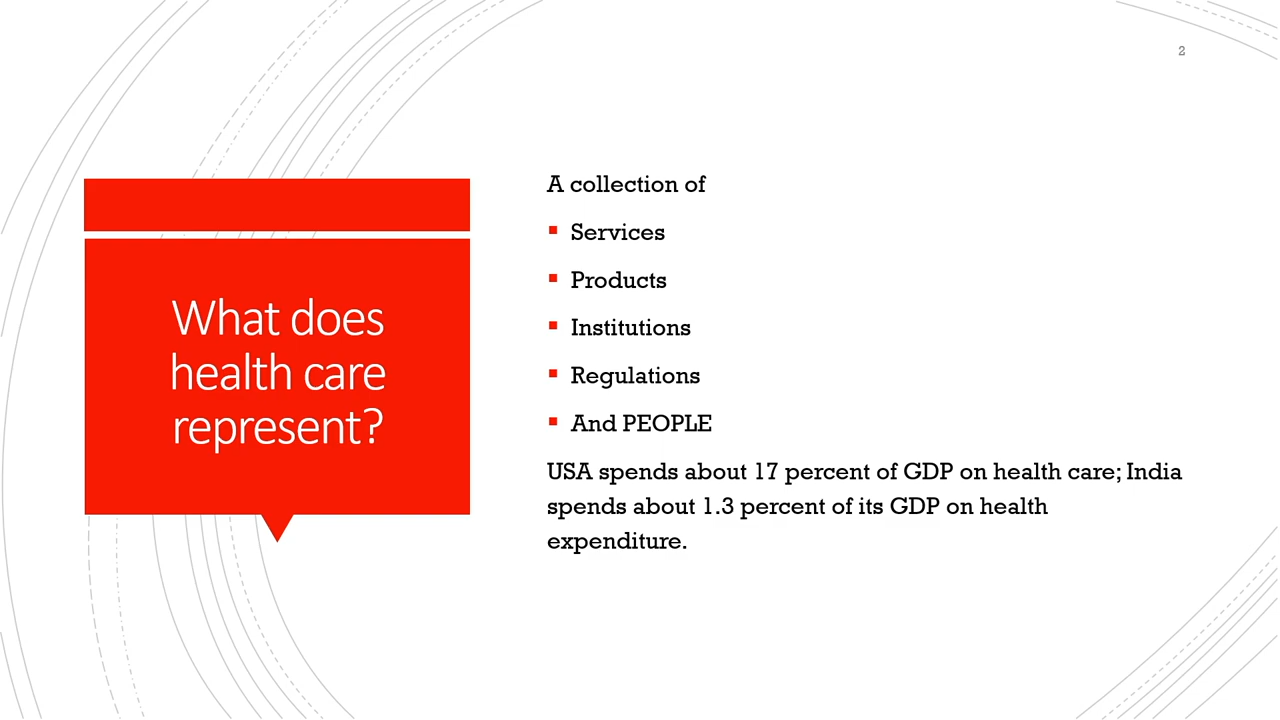 2
What does
health care
represent?
A collection of
Services
Products
Institutions
Regulations
And PEOPLE
USA spends about 17 percent of GDP on health care; India
spends about 1.3 percent of its GDP on health
expenditure.